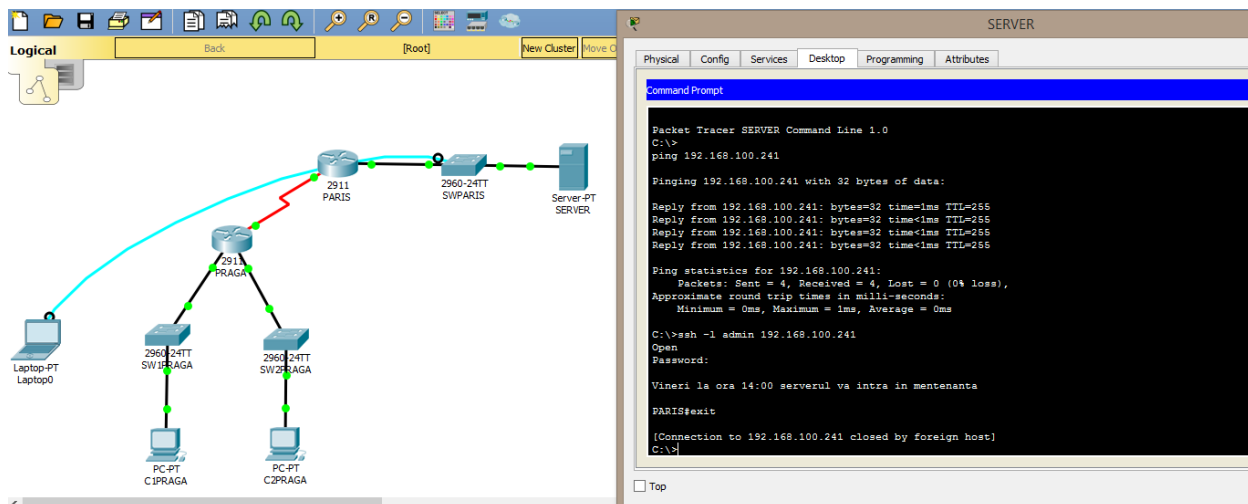 SERVER
Logical
Back
[Root]
New Cluster
Move C
R
Physical
Config
Services
Desktop
Programming
Attributes
Command Prompt
Packet Tracer SERVER Command Line 1.0
C:\>
ping 192.168.100.241
Pinging 192.168.100.241 with 32 bytes of data:
Reply from 192.168.100.241: bytes=32 time=1ms TTL=255
Reply from 192.168.100.241: bytes=32 time<1ms TTL=255
Reply from 192.168.100.241: bytes=32 time<1ms TTL=255
Reply from 192.168.100.241: bytes=32 time<1ms TTL=255
Ping statistics for 192.168.100.241:
Packets: Sent = 4, Received = 4, Lost = 0 (0% loss),
Approximate round trip times in milli-seconds:
Minimum = 0ms, Maximum = 1ms, Average = 0ms
C:\>ssh -l admin 192.168.100.241
Open
Password:
Vineri la ora 14:00 serverul va intra in mentenanta
PARIS#exit
[Connection to 192.168.100.241 closed by foreign host]
C:\>
Top
2911
PARIS
2960-24TT
SWPARIS
Server-PT
SERVER
2911
PRAGA
Laptop-PT
Laptop0
2960-24TT
SW1PRAGA
2960-24TT
SW2PRAGA
PC-PT
C1PRAGA
PC-PT
C2PRAGA